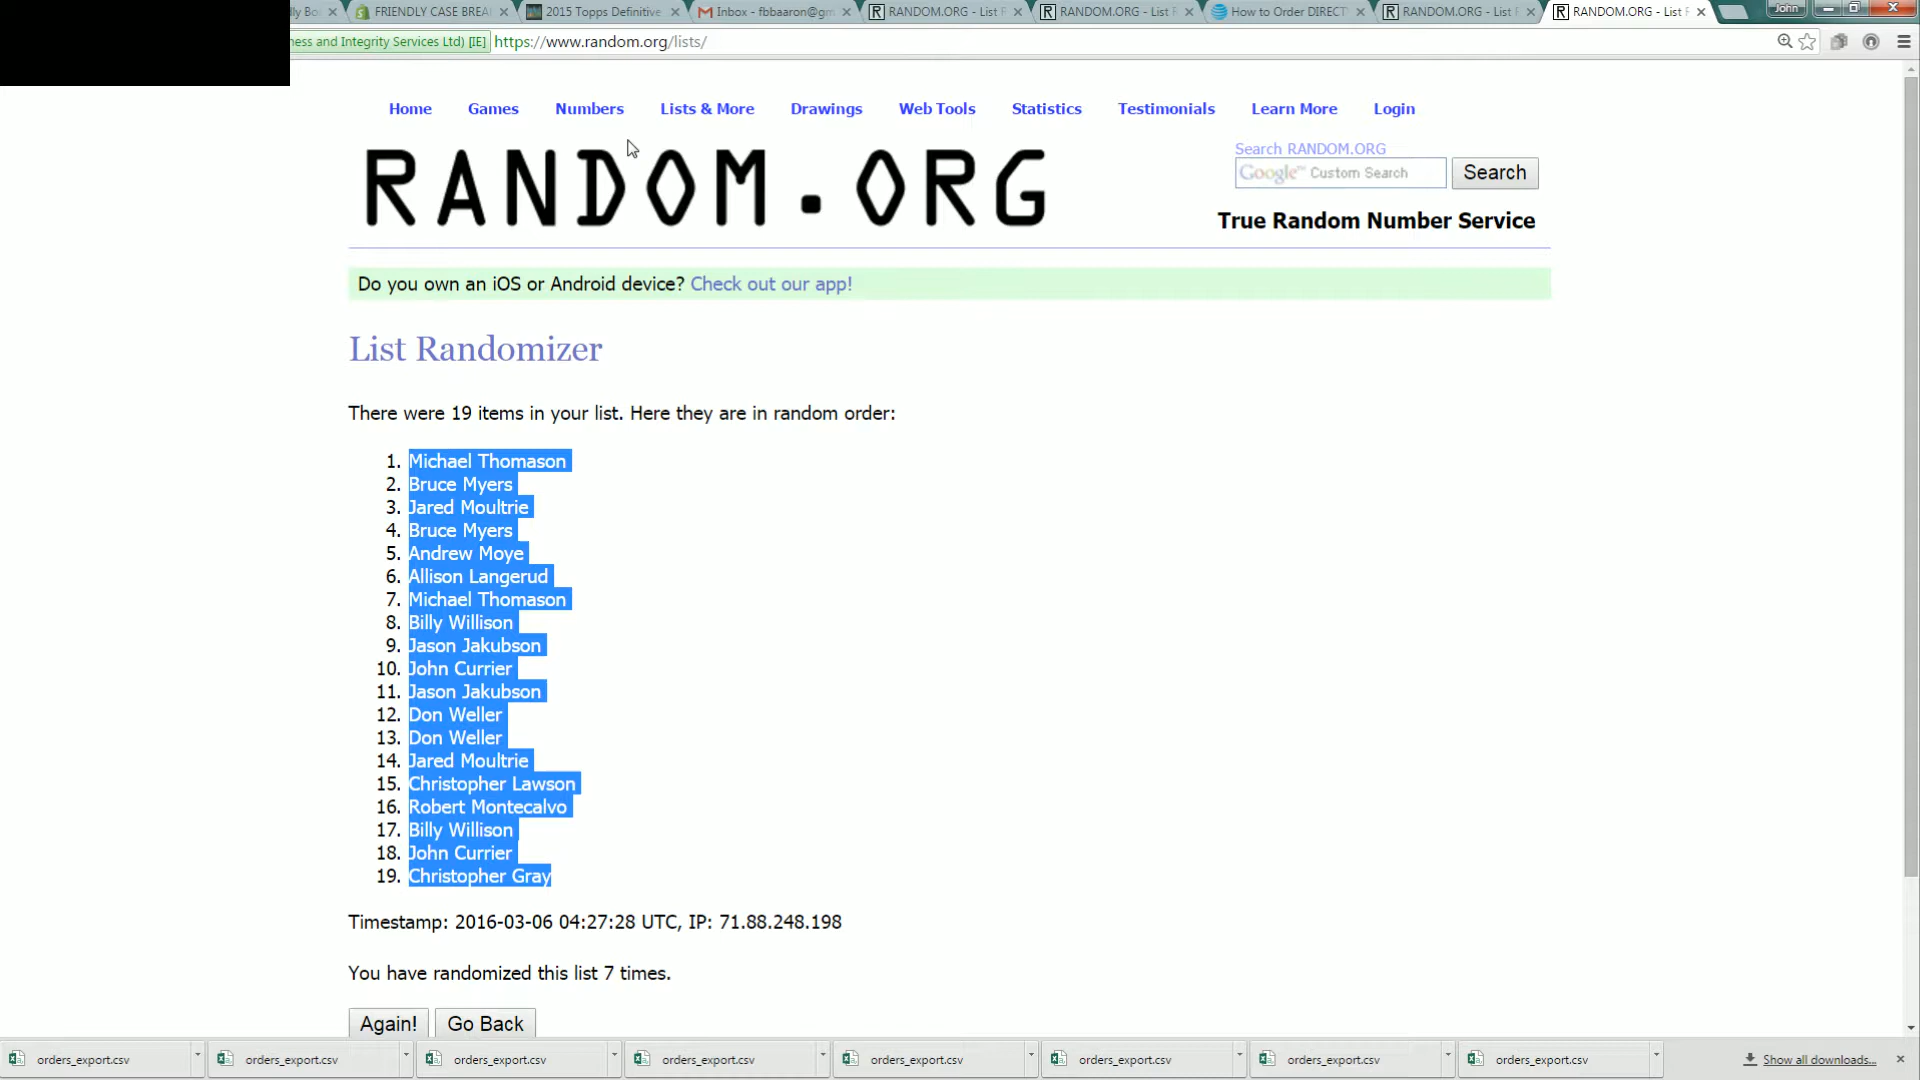 lly Bo
FRIENDLY CASE BREA
2015 Topps Definitive
Inbox - fbbaaron@gm
RANDOM.ORG - List F
RANDOM.ORG - List F
How to Order DIRECT
RANDOM.ORG - List F
RANDOM.ORG - List F
John
ness and Integrity Services Ltd) [IE] https://www.random.org/lists/
Home Games Numbers Lists & More Drawings Web Tools Statistics Testimonials Learn More Login
RANDOM.ORG
Search RANDOM.ORG
Google™ Custom Search Search
True Random Number Service
Do you own an iOS or Android device? Check out our app!
List Randomizer
There were 19 items in your list. Here they are in random order:
1. Michael Thomason
2. Bruce Myers
3. Jared Moultrie
4. Bruce Myers
5. Andrew Moye
6. Allison Langerud
7. Michael Thomason
8. Billy Willison
9. Jason Jakubson
10. John Currier
11. Jason Jakubson
12. Don Weller
13. Don Weller
14. Jared Moultrie
15. Christopher Lawson
16. Robert Montecalvo
17. Billy Willison
18. John Currier
19. Christopher Gray
Timestamp: 2016-03-06 04:27:28 UTC, IP: 71.88.248.198
You have randomized this list 7 times.
Again! Go Back
orders_export.csv orders_export.csv orders_export.csv orders_export.csv orders_export.csv orders_export.csv orders_export.csv orders_export.csv Show all downloads...